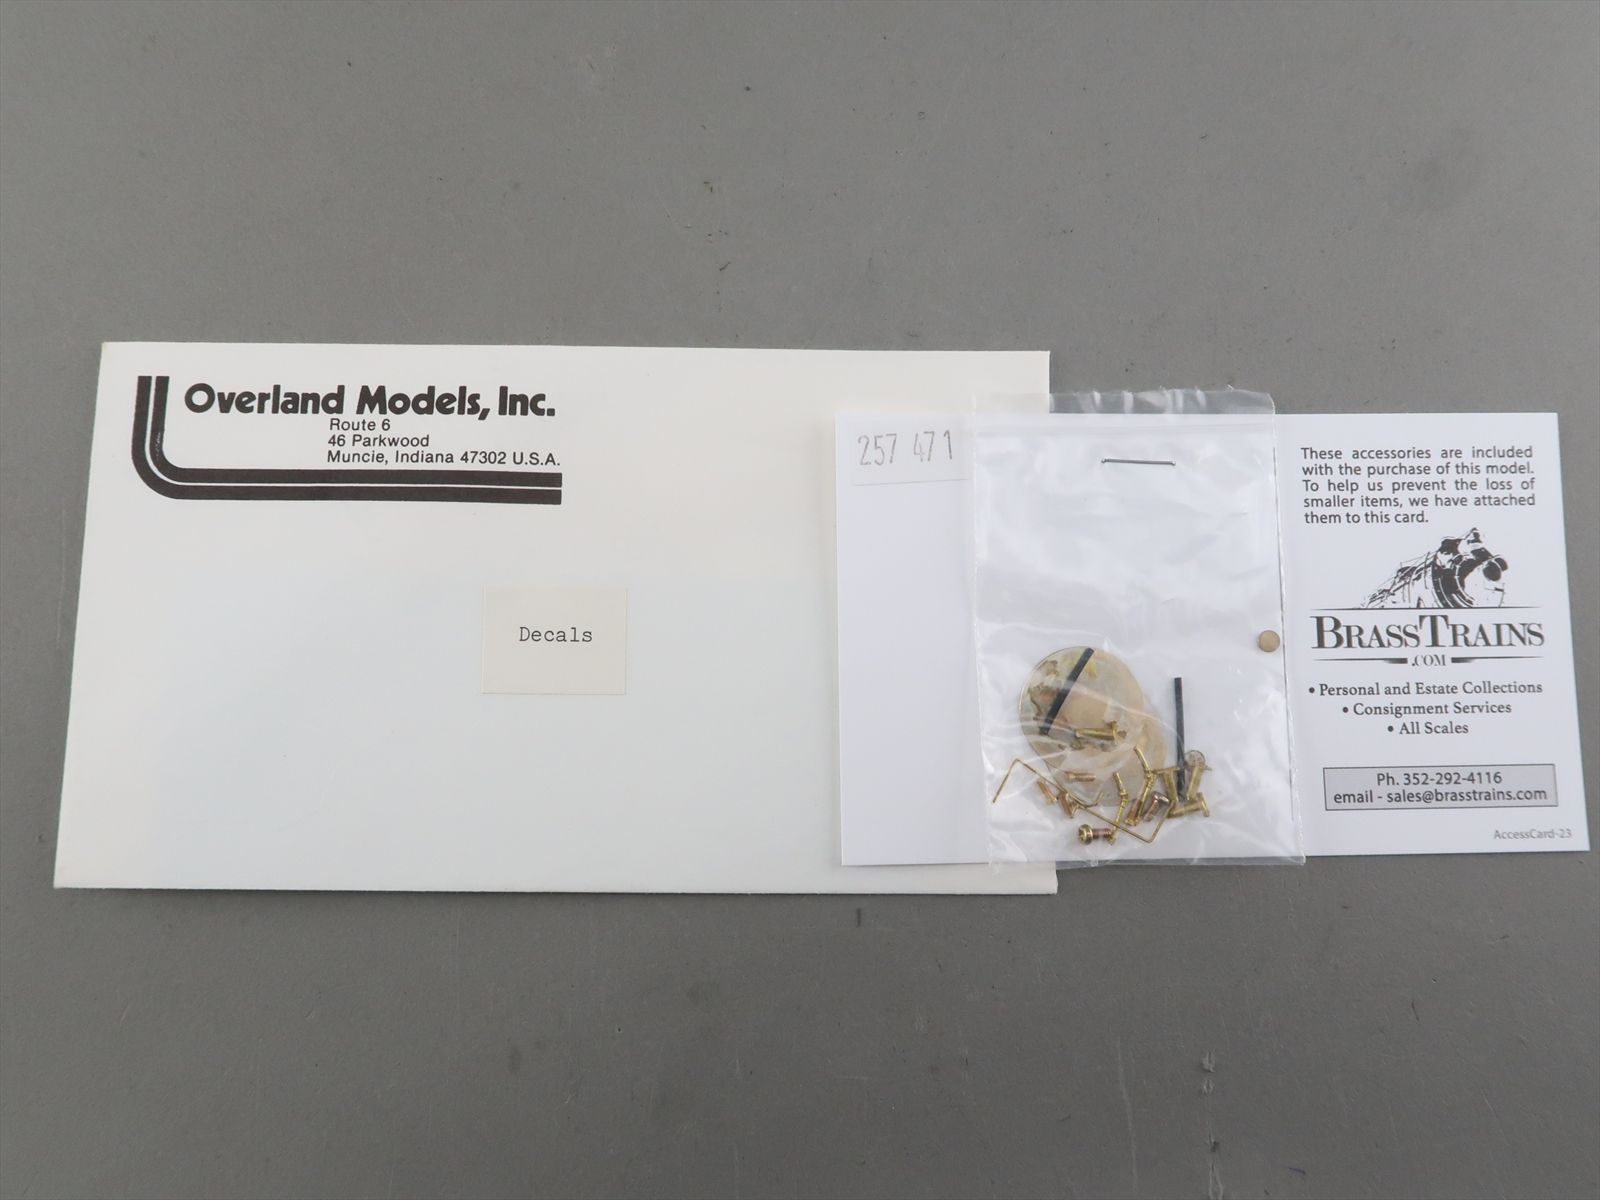 Overland Models, Inc.
Route 6
46 Parkwood
Muncie, Indiana 47302 U.S.A.
Decals
257 471
These accessories are included
with the purchase of this model.
To help us prevent the loss of
smaller items, we have attached
them to this card.
BRASSTRAINS
.COM
• Personal and Estate Collections
• Consignment Services
• All Scales
Ph. 352-292-4116
email - sales@brasstrains.com
AccessCard-23